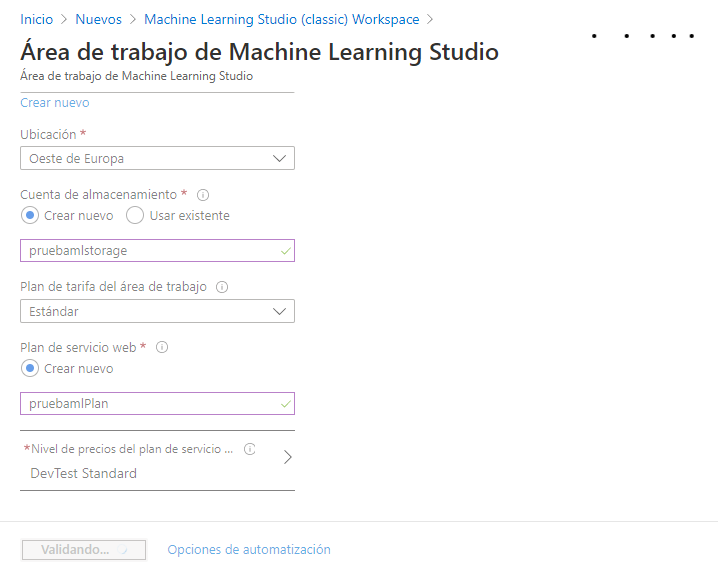 Inicio > Nuevos > Machine Learning Studio (classic) Workspace >
Área de trabajo de Machine Learning Studio
Área de trabajo de Machine Learning Studio
Crear nuevo
Ubicación *
Oeste de Europa
Cuenta de almacenamiento *
Crear nuevo Usar existente
pruebamlstorage
Plan de tarifa del área de trabajo
Estándar
Plan de servicio web *
Crear nuevo
pruebamlPlan
*Nivel de precios del plan de servicio ...
DevTest Standard
Validando... Opciones de automatización